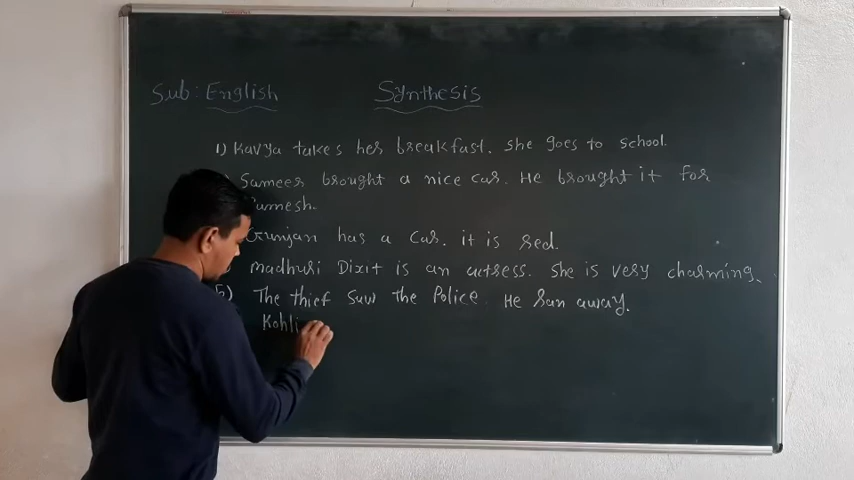 Sub: English Synthesis
1) Kavya takes her breakfast. she goes to school.
Sameer brought a nice car. He brought it for
Ramesh.
Gunjan has a car. it is red.
madhuri Dixit is an actress. she is very charming.
5) The thief saw the Police. He ran away.
Kohli